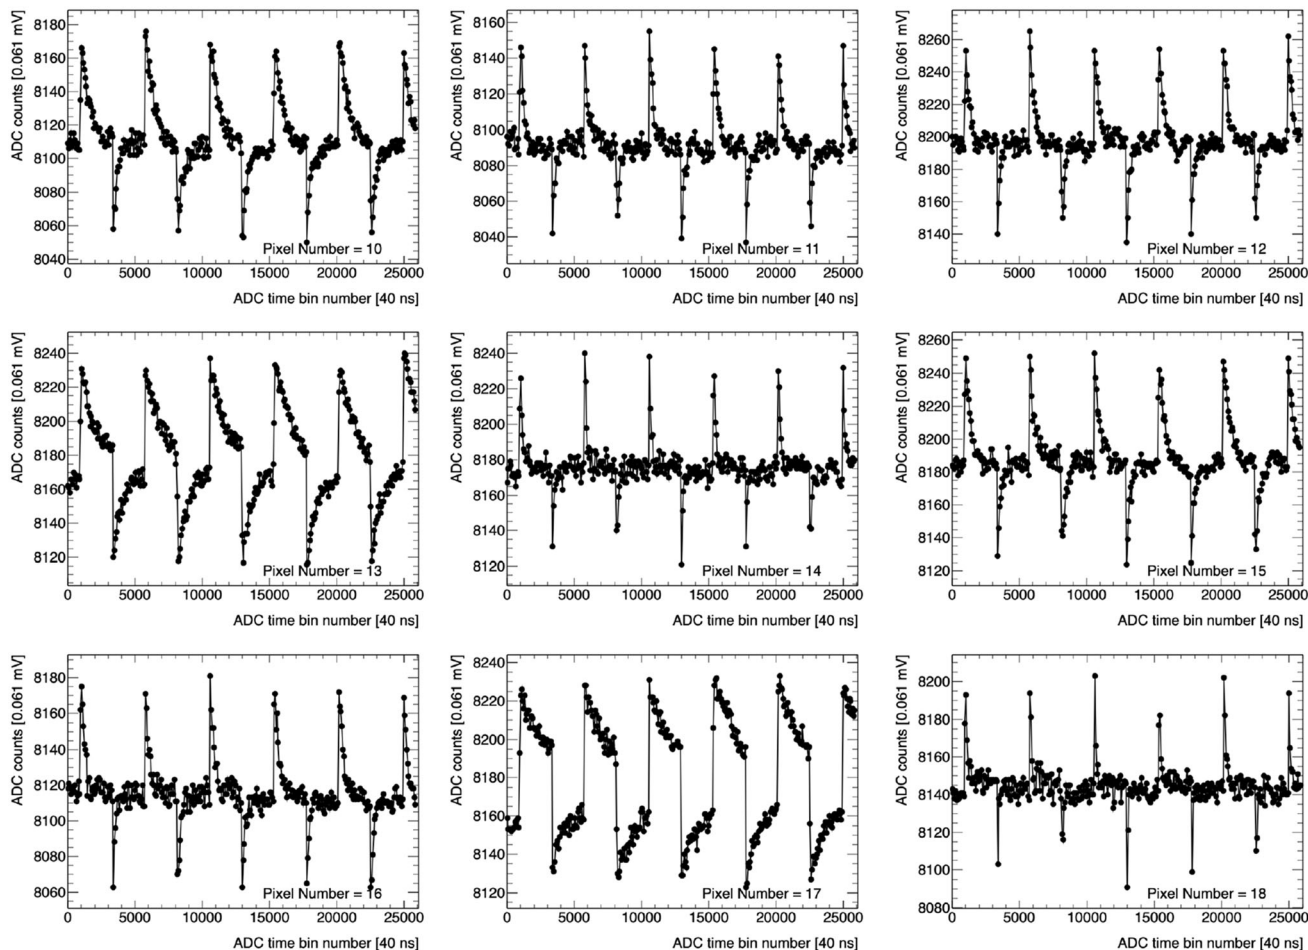 ADC counts [0.061 mV]
8180
8160
8140
8120
8100
8080
8060
8040
Pixel Number = 10
0 5000 10000 15000 20000 25000
ADC time bin number [40 ns]
ADC counts [0.061 mV]
8160
8140
8120
8100
8080
8060
8040
Pixel Number = 11
0 5000 10000 15000 20000 25000
ADC time bin number [40 ns]
ADC counts [0.061 mV]
8260
8240
8220
8200
8180
8160
8140
Pixel Number = 12
0 5000 10000 15000 20000 25000
ADC time bin number [40 ns]
ADC counts [0.061 mV]
8240
8220
8200
8180
8160
8140
8120
Pixel Number = 13
0 5000 10000 15000 20000 25000
ADC time bin number [40 ns]
ADC counts [0.061 mV]
8240
8220
8200
8180
8160
8140
8120
Pixel Number = 14
0 5000 10000 15000 20000 25000
ADC time bin number [40 ns]
ADC counts [0.061 mV]
8260
8240
8220
8200
8180
8160
8140
8120
Pixel Number = 15
0 5000 10000 15000 20000 25000
ADC time bin number [40 ns]
ADC counts [0.061 mV]
8180
8160
8140
8120
8100
8080
8060
Pixel Number = 16
0 5000 10000 15000 20000 25000
ADC time bin number [40 ns]
ADC counts [0.061 mV]
8240
8220
8200
8180
8160
8140
8120
Pixel Number = 17
0 5000 10000 15000 20000 25000
ADC time bin number [40 ns]
ADC counts [0.061 mV]
8200
8180
8160
8140
8120
8100
8080
Pixel Number = 18
0 5000 10000 15000 20000 25000
ADC time bin number [40 ns]